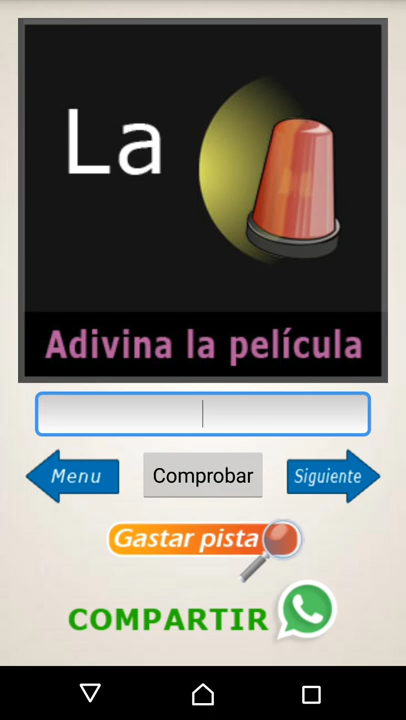 La
Adivina la película
Menu
Comprobar
Siguiente
Gastar pista
COMPARTIR